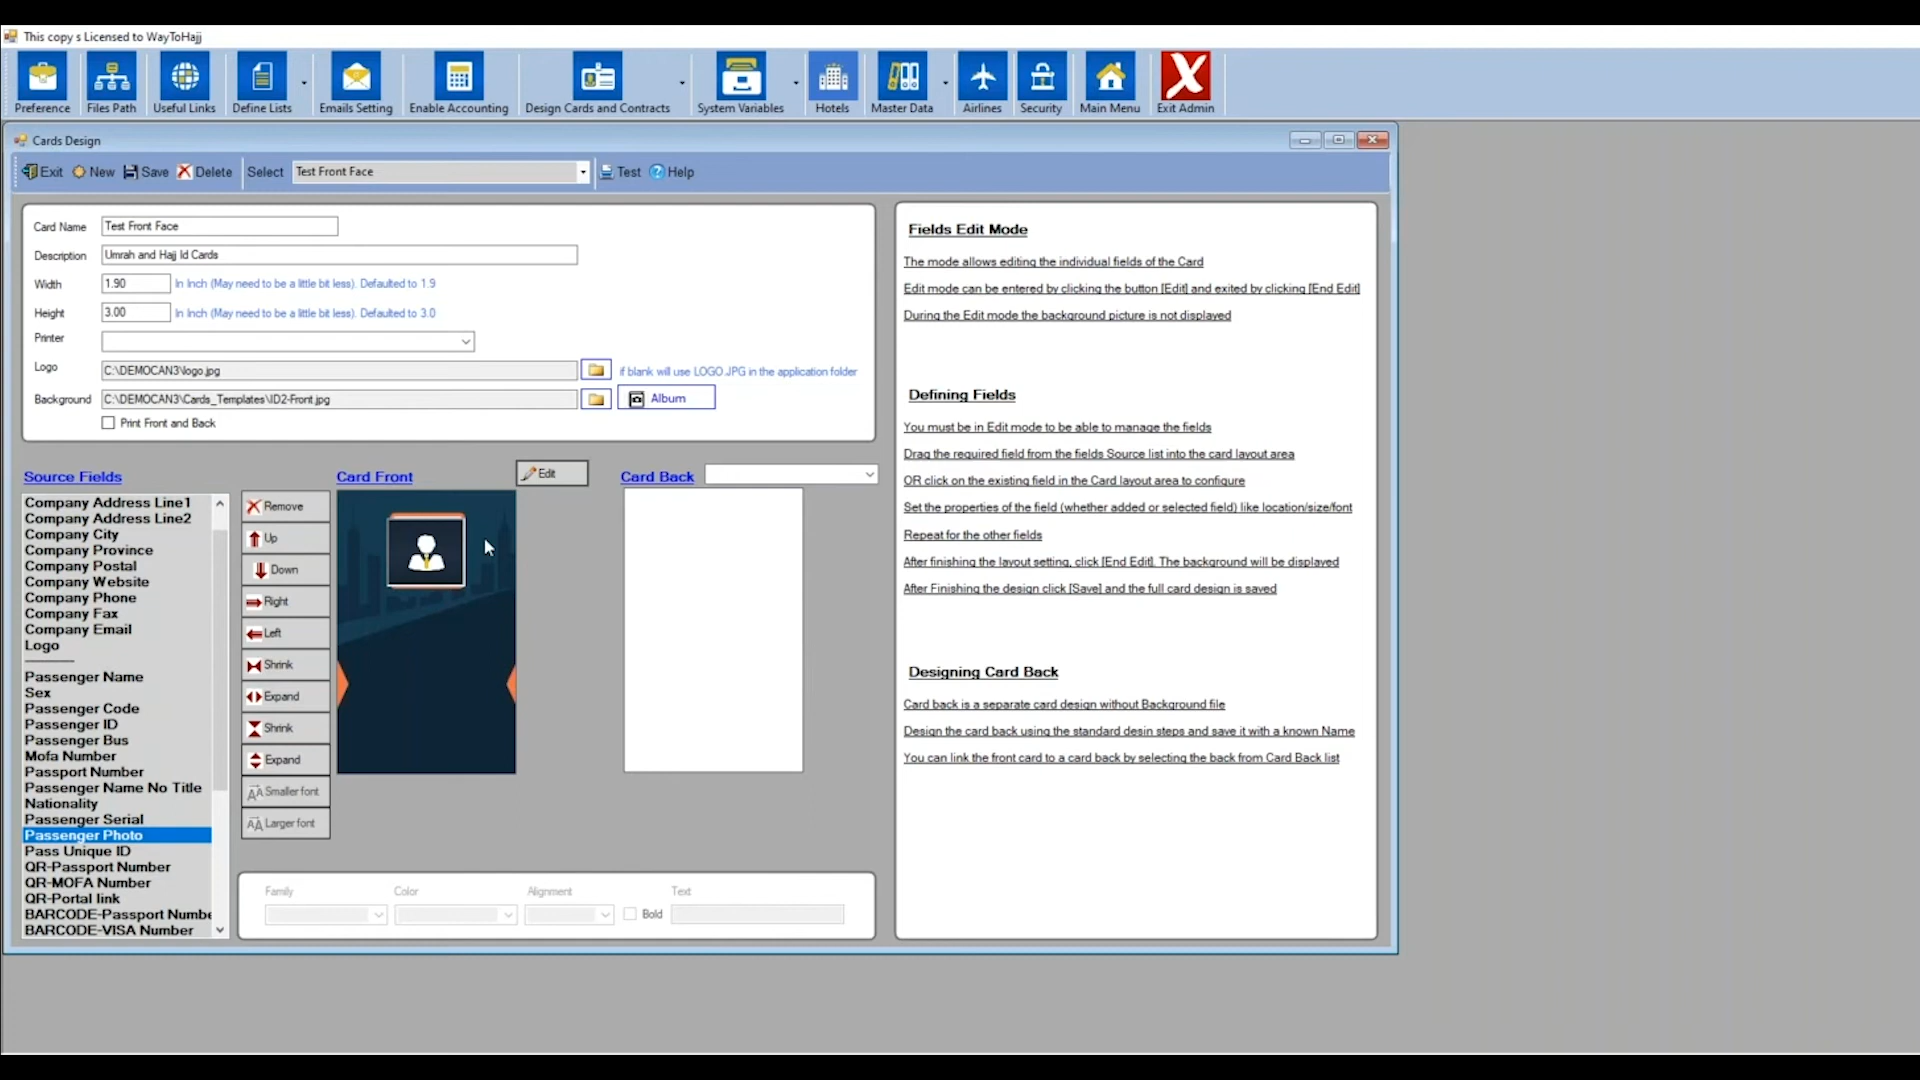 This copy s Licensed to WayToHajj
Preference
Files Path
Useful Links
Define Lists
Emails Setting
Enable Accounting
Design Cards and Contracts
System Variables
Hotels
Master Data
Airlines
Security
Main Menu
Exit Admin
Cards Design
Exit New Save Delete Select Test Front Face Test Help
Card Name Test Front Face
Description Umrah and Hajj Id Cards
Width 1.90 In Inch (May need to be a little bit less). Defaulted to 1.9
Height 3.00 In Inch (May need to be a little bit less). Defaulted to 3.0
Printer
Logo C:\DEMOCAN3\logo.jpg if blank will use LOGO.JPG in the application folder
Background C:\DEMOCAN3\Cards_Templates\ID2-Front.jpg Album
Print Front and Back
Source Fields
Company Address Line1
Company Address Line2
Company City
Company Province
Company Postal
Company Website
Company Phone
Company Fax
Company Email
Logo
Passenger Name
Sex
Passenger Code
Passenger ID
Passenger Bus
Mofa Number
Passport Number
Passenger Name No Title
Nationality
Passenger Serial
Passenger Photo
Pass Unique ID
QR-Passport Number
QR-MOFA Number
QR-Portal link
BARCODE-Passport Numbe
BARCODE-VISA Number
Remove
Up
Down
Right
Left
Shrink
Expand
Shrink
Expand
AA Smaller font
AA Larger font
Card Front
Edit
Card Back
Family
Color
Alignment
Bold
Text
Fields Edit Mode
The mode allows editing the individual fields of the Card
Edit mode can be entered by clicking the button [Edit] and exited by clicking [End Edit]
During the Edit mode the background picture is not displayed
Defining Fields
You must be in Edit mode to be able to manage the fields
Drag the required field from the fields Source list into the card layout area
OR click on the existing field in the Card layout area to configure
Set the properties of the field (whether added or selected field) like location/size/font
Repeat for the other fields
After finishing the layout setting, click [End Edit]. The background will be displayed
After Finishing the design click [Save] and the full card design is saved
Designing Card Back
Card back is a separate card design without Background file
Design the card back using the standard desin steps and save it with a known Name
You can link the front card to a card back by selecting the back from Card Back list